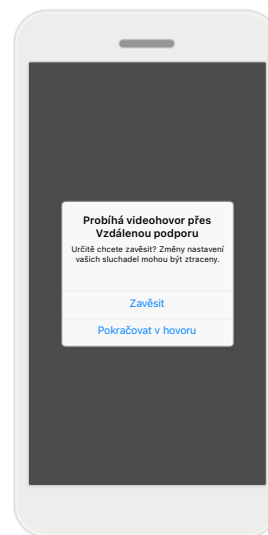 Probíhá videohovor přes
Vzdálenou podporu
Určitě chcete zavěsit? Změny nastavení
vašich sluchadel mohou být ztraceny.
Zavěsit
Pokračovat v hovoru